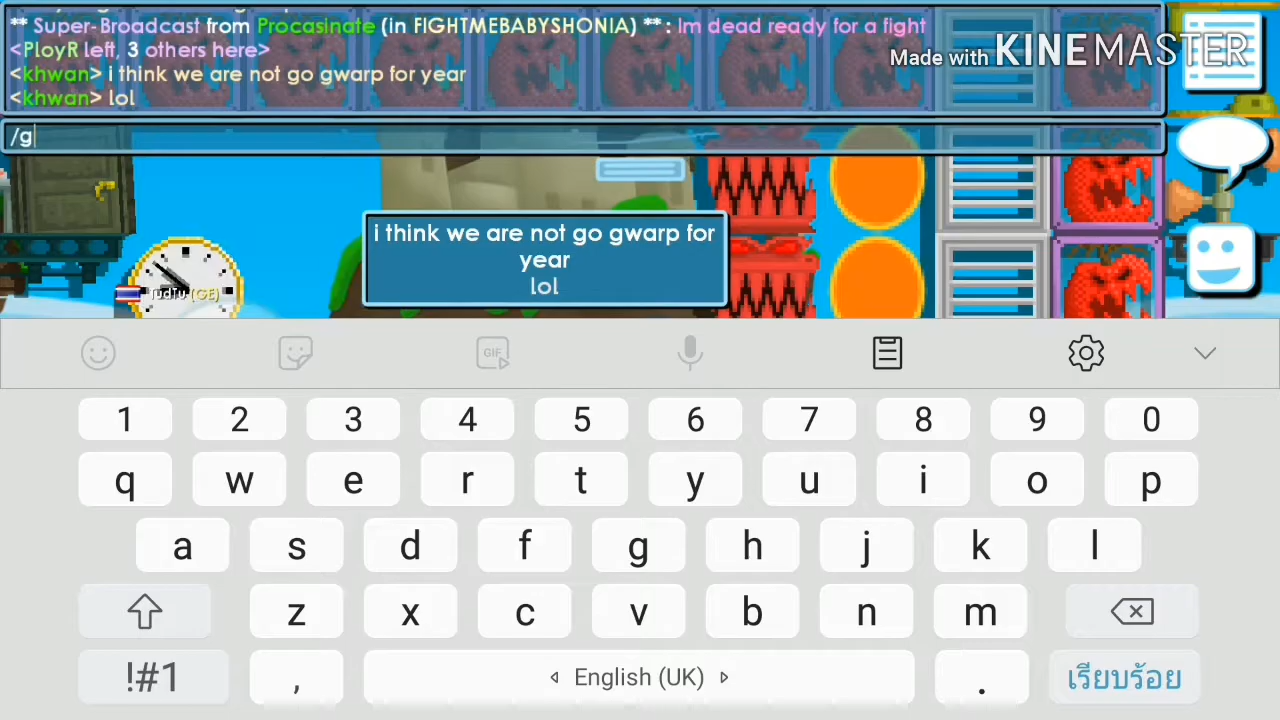 ** Super-Broadcast from Procasinate (in FIGHTMEBABYSHONIA) ** : Im dead ready for a fight
Made with KINEMASTER
<PloyR left, 3 others here>
<khwan> i think we are not go gwarp for year
<khwan> lol
/g
i think we are not go gwarp for
year
lol
(GE)
GIF
1 2 3 4 5 6 7 8 9 0
q w e r t y u i o p
a s d f g h j k l
z x c v b n m
!#1 , English (UK) . เรียบร้อย